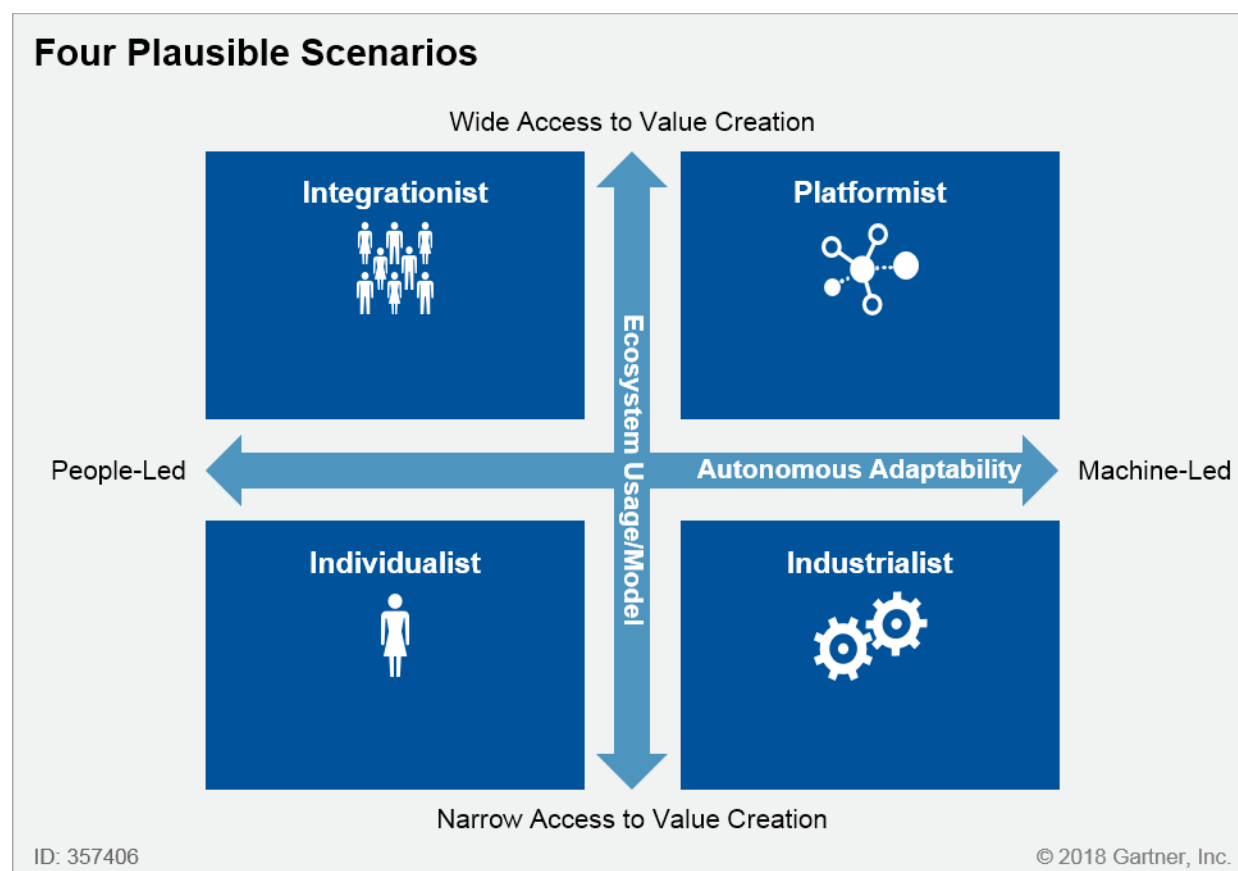 Four Plausible Scenarios
Wide Access to Value Creation
Integrationist
Platformist
Ecosystem Usage/Model
People-Led
Autonomous Adaptability
Machine-Led
Individualist
Industrialist
Narrow Access to Value Creation
ID: 357406
© 2018 Gartner, Inc.